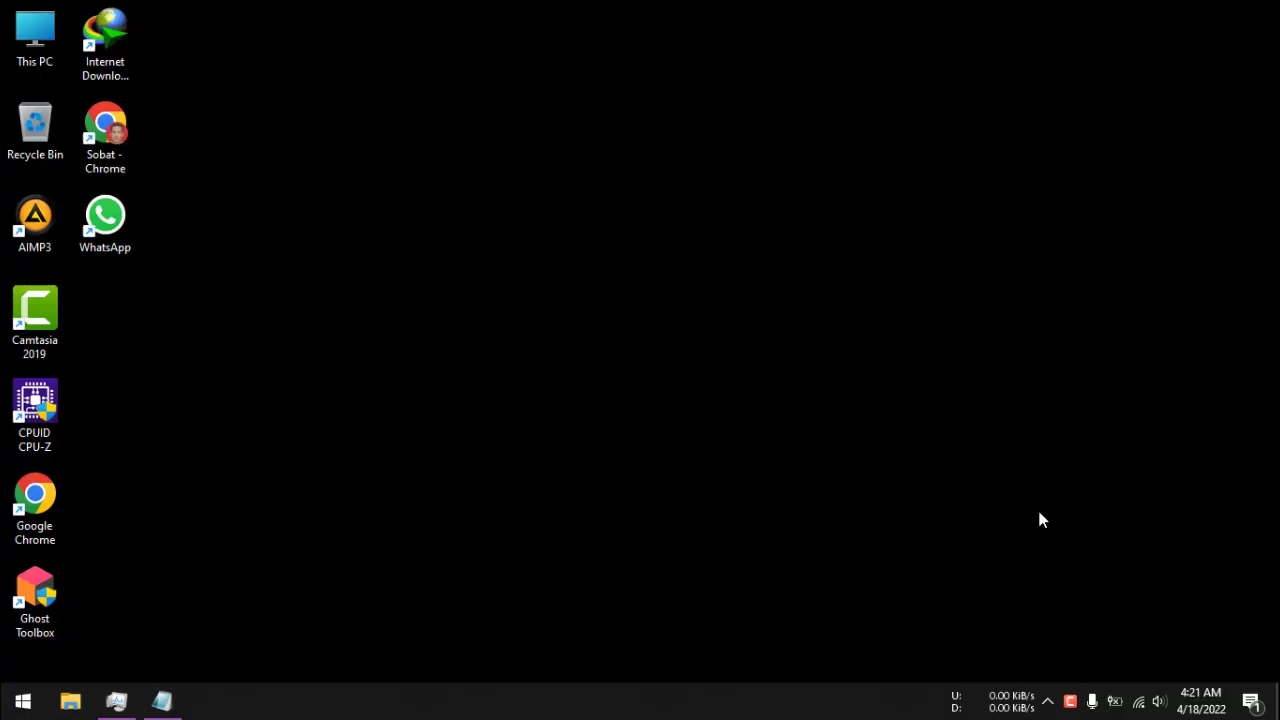 This PC
Internet
Downlo...
Recycle Bin
Sobat -
Chrome
AIMP3
WhatsApp
Camtasia
2019
CPUID
CPU-Z
Google
Chrome
Ghost
Toolbox
U: 0.00 KiB/s
D: 0.00 KiB/s
4:21 AM
4/18/2022
1